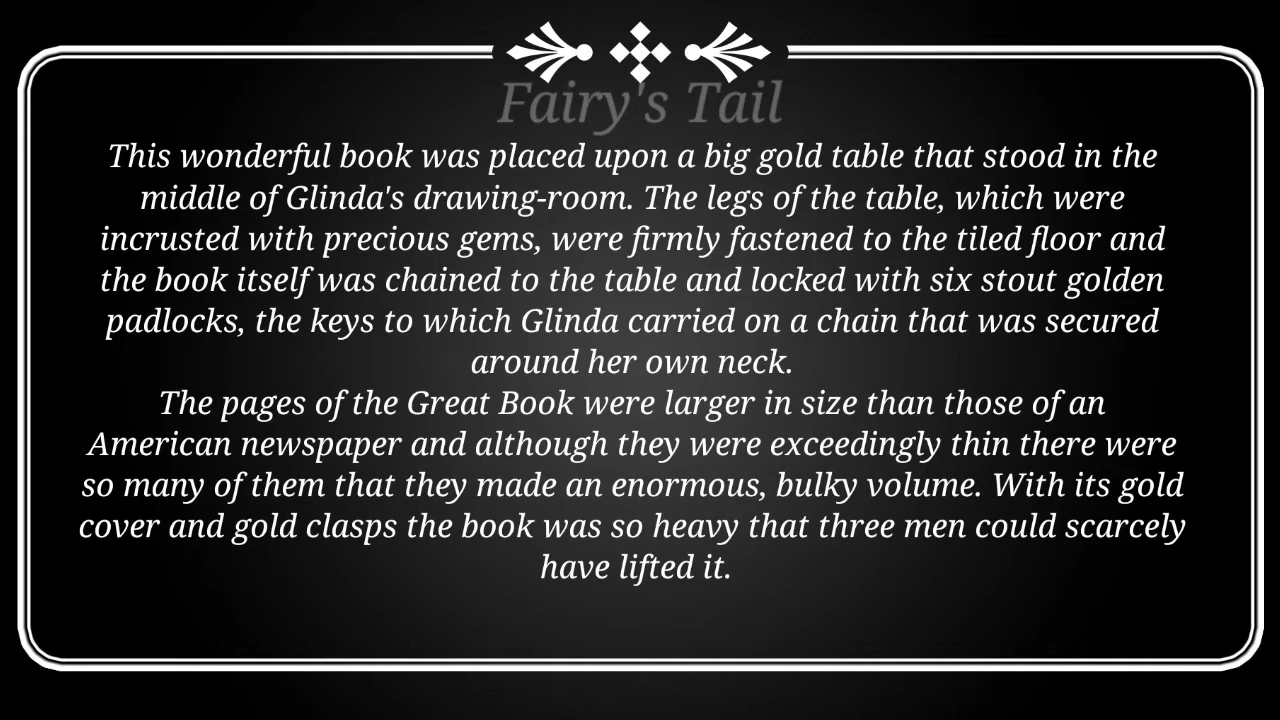 Fairy's Tail
This wonderful book was placed upon a big gold table that stood in the
middle of Glinda's drawing-room. The legs of the table, which were
incrusted with precious gems, were firmly fastened to the tiled floor and
the book itself was chained to the table and locked with six stout golden
padlocks, the keys to which Glinda carried on a chain that was secured
around her own neck.
The pages of the Great Book were larger in size than those of an
American newspaper and although they were exceedingly thin there were
so many of them that they made an enormous, bulky volume. With its gold
cover and gold clasps the book was so heavy that three men could scarcely
have lifted it.